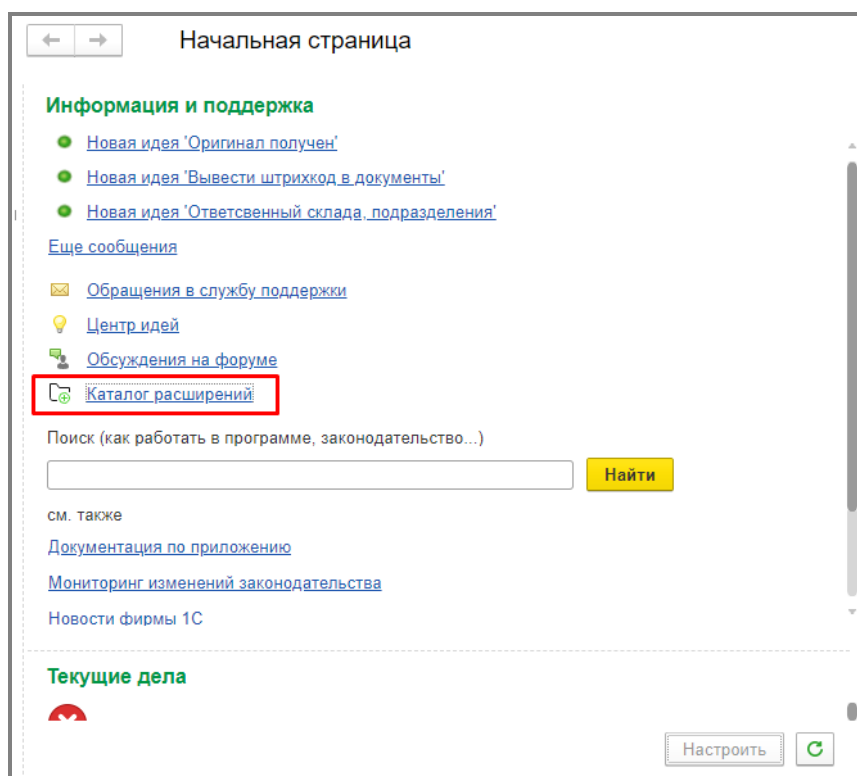 Начальная страница
Информация и поддержка
Новая идея 'Оригинал получен'
Новая идея 'Вывести штрихкод в документы'
Новая идея 'Ответсвенный склада, подразделения'
Еще сообщения
Обращения в службу поддержки
Центр идей
Обсуждения на форуме
Каталог расширений
Поиск (как работать в программе, законодательство...)
Найти
см. также
Документация по приложению
Мониторинг изменений законодательства
Новости фирмы 1С
Текущие дела
Настроить